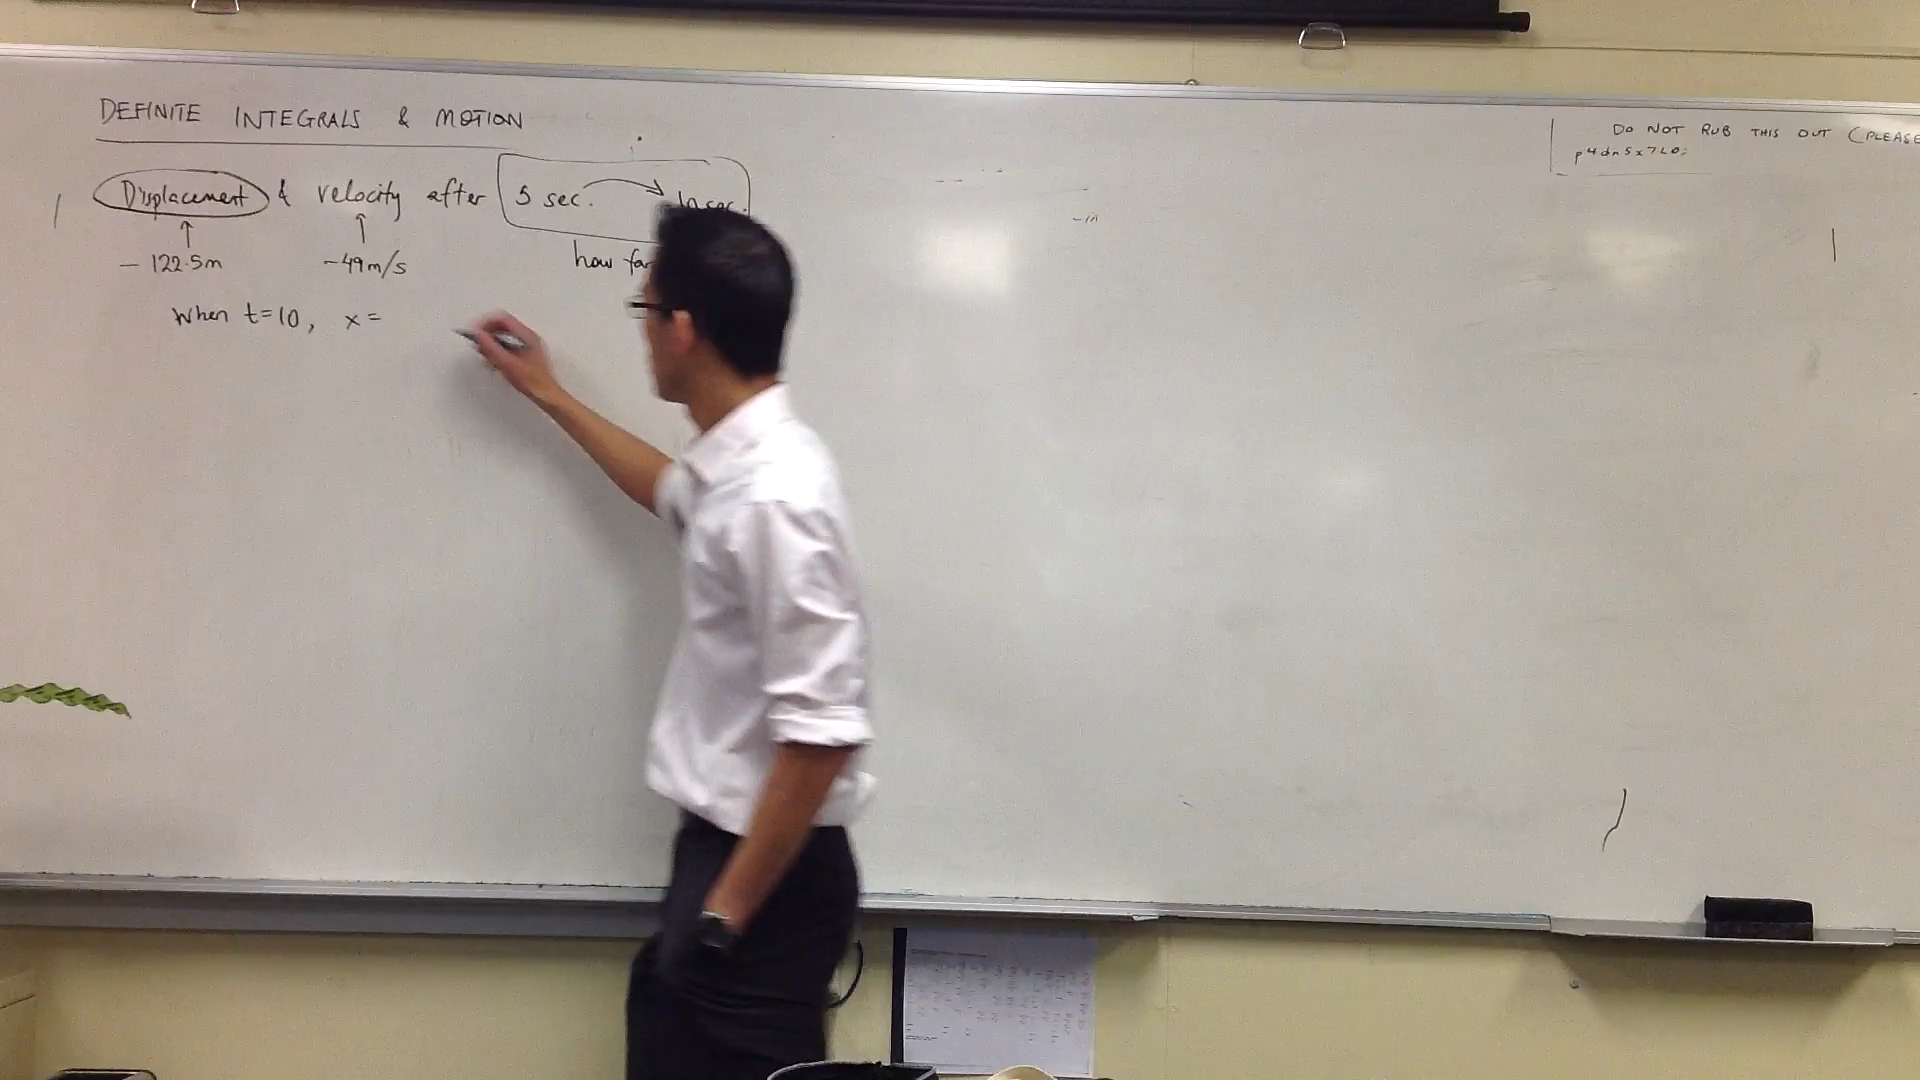 DEFINITE INTEGRALS & MOTION
Displacement & velocity after 5 sec. 10 sec.
- 122.5m -49m/s how far
When t=10, x=
DO NOT RUB THIS OUT (PLEASE